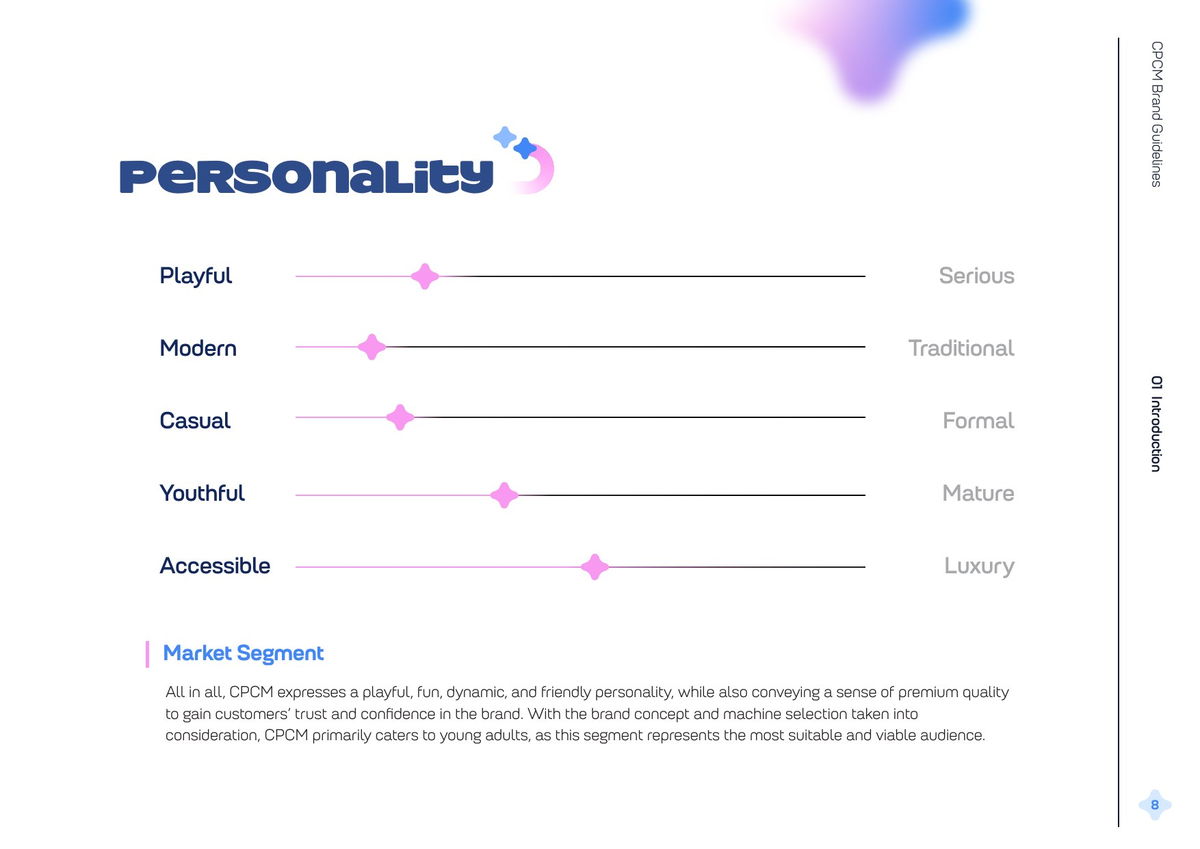 Personality
Playful Serious
Modern Traditional
Casual Formal
Youthful Mature
Accessible Luxury
Market Segment
All in all, CPCM expresses a playful, fun, dynamic, and friendly personality, while also conveying a sense of premium quality
to gain customers’ trust and confidence in the brand. With the brand concept and machine selection taken into
consideration, CPCM primarily caters to young adults, as this segment represents the most suitable and viable audience.
CPCM Brand Guidelines
01 Introduction
8